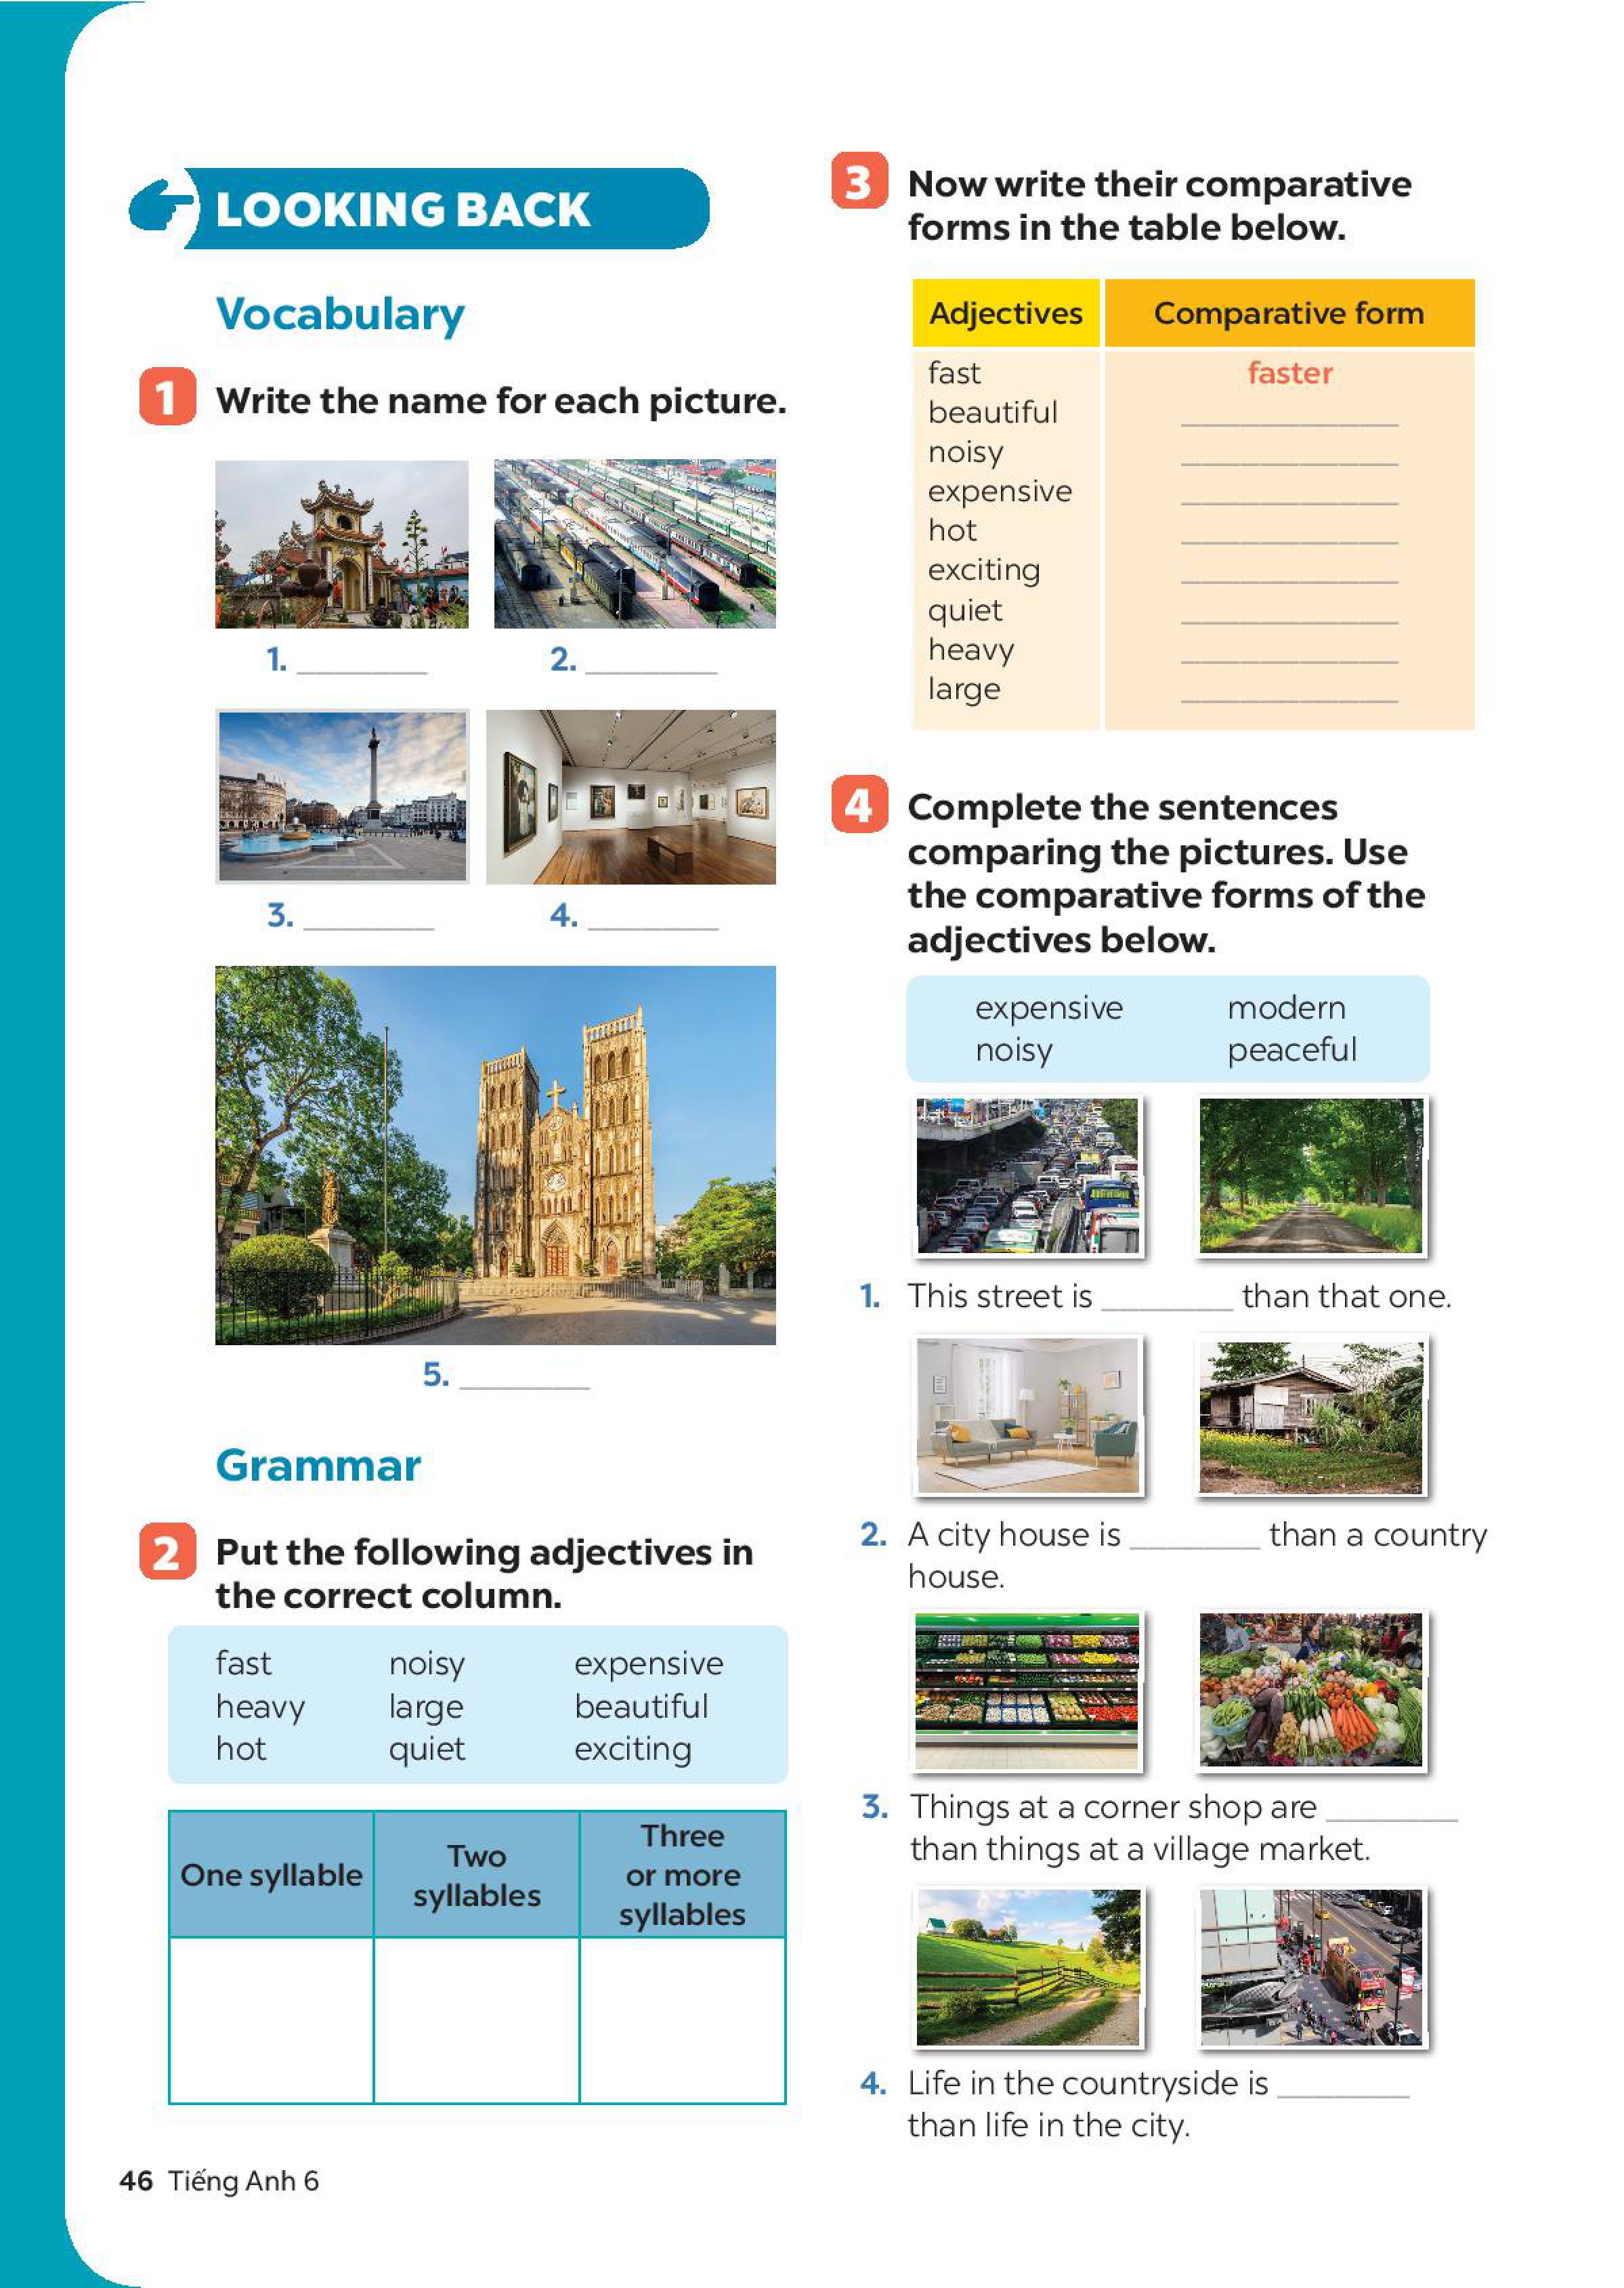 LOOKING BACK
Vocabulary
1 Write the name for each picture.
1. ________ 2. ________
3. ________ 4. ________
5. ________
Grammar
2 Put the following adjectives in
the correct column.
fast noisy expensive
heavy large beautiful
hot quiet exciting
One syllable
Two
syllables
Three
or more
syllables
3 Now write their comparative
forms in the table below.
Adjectives Comparative form
fast faster
beautiful
noisy
expensive
hot
exciting
quiet
heavy
large
4 Complete the sentences
comparing the pictures. Use
the comparative forms of the
adjectives below.
expensive modern
noisy peaceful
1. This street is ________ than that one.
2. A city house is ________ than a country
house.
3. Things at a corner shop are ________
than things at a village market.
4. Life in the countryside is ________
than life in the city.
46 Tiếng Anh 6